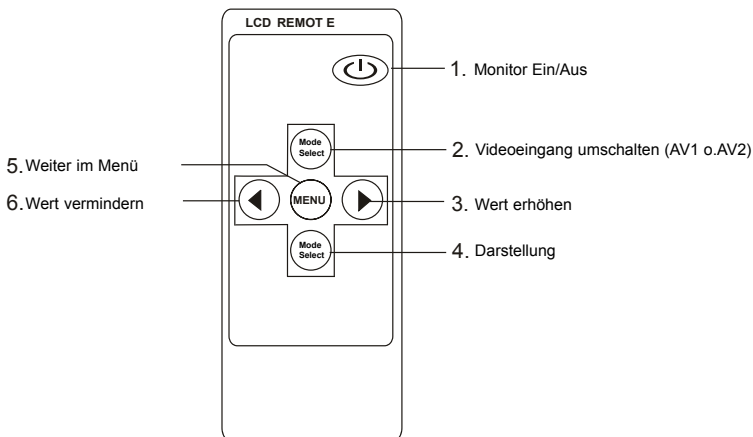 LCD REMOT E
1. Monitor Ein/Aus
Mode
Select
2. Videoeingang umschalten (AV1 o.AV2)
5. Weiter im Menü
6. Wert vermindern
MENU
3. Wert erhöhen
Mode
Select
4. Darstellung